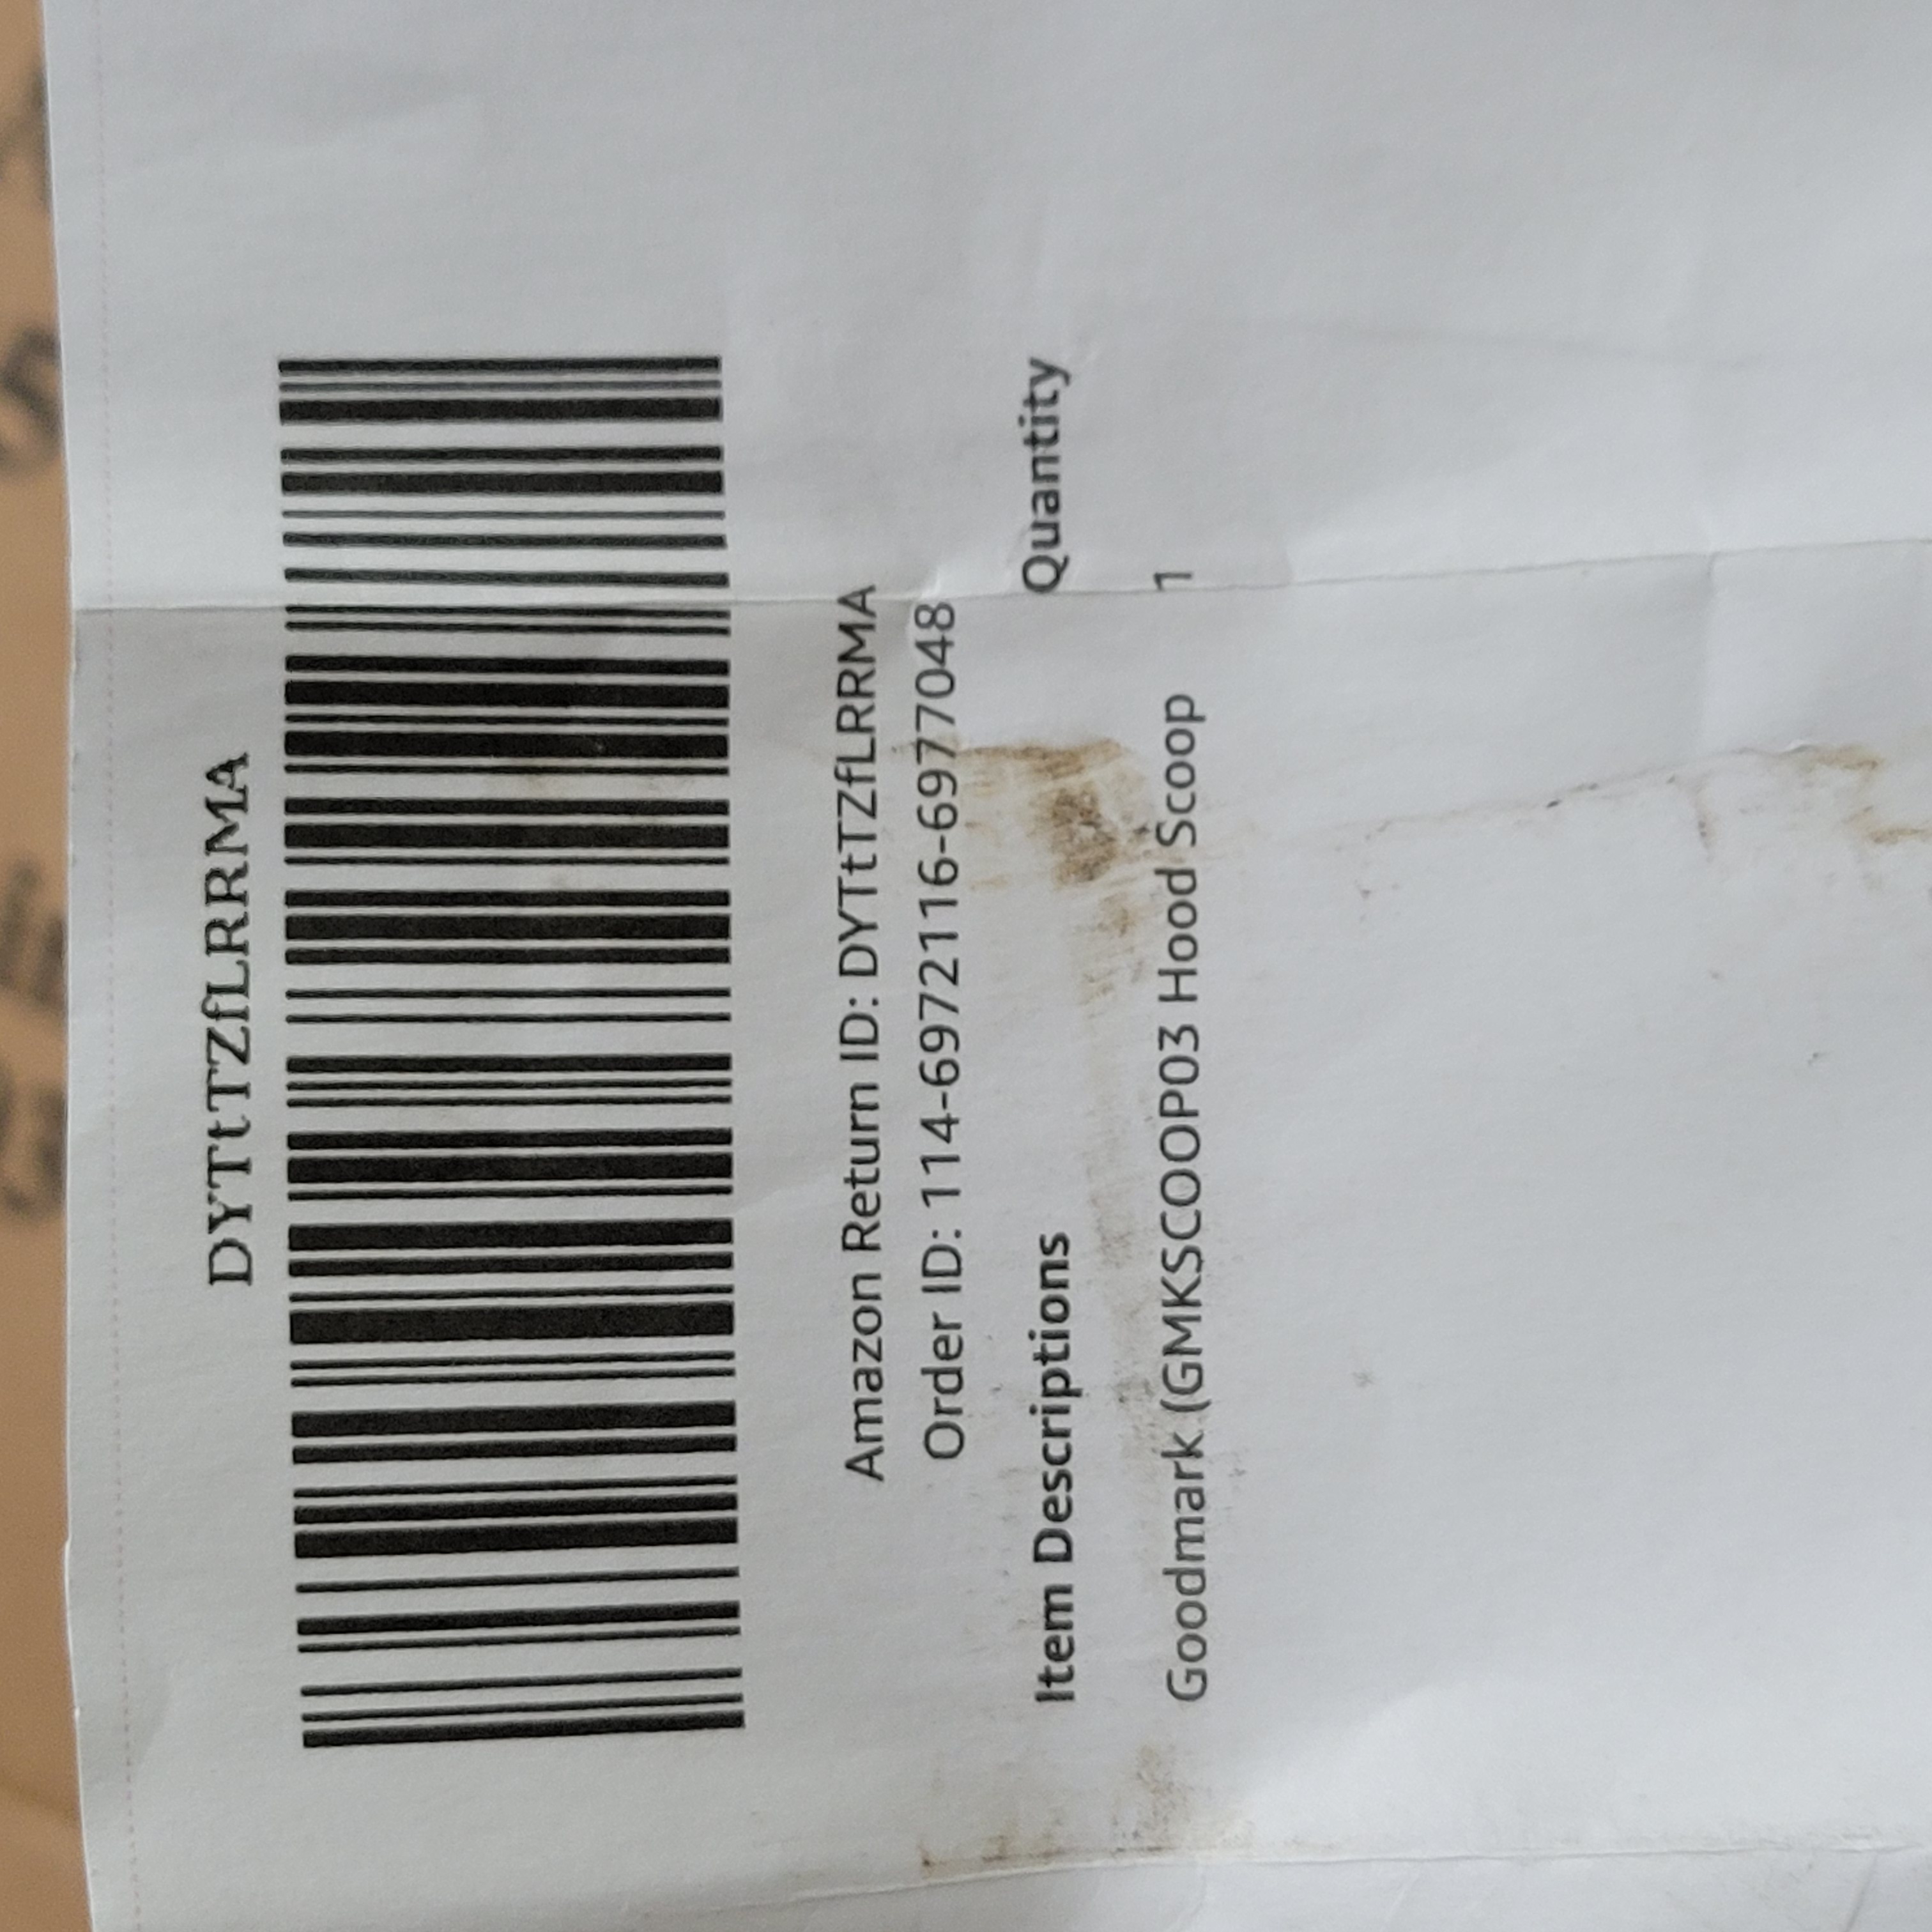 DYTtTZfLRRMA
Amazon Return ID: DYTtTZfLRRMA
Order ID: 114-6972116-6977048
Item Descriptions Quantity
Goodmark (GMKSCOOP03 Hood Scoop 1